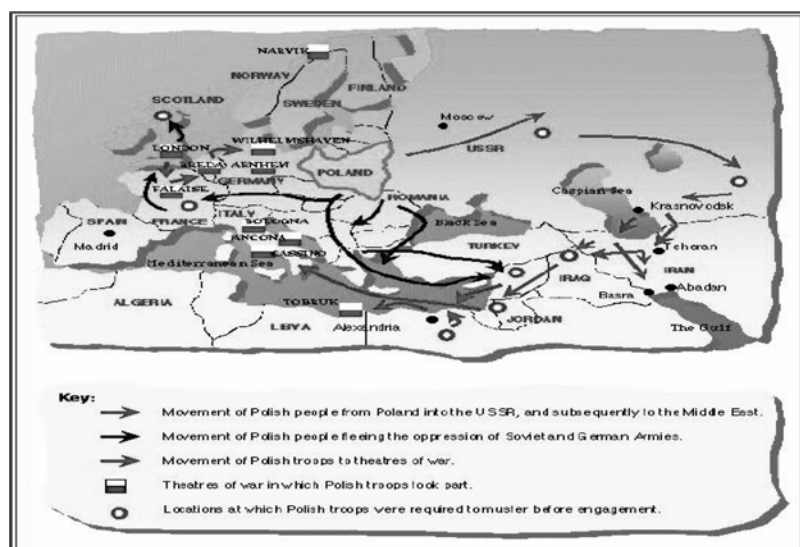 NARVIK
NORWAY
FINLAND
SWEDEN
SCOTLAND
Moscow
USSR
LONDON
WILHELMSHAVEN
BREDA
ARNHEM
POLAND
GERMANY
FALAISE
ROMANIA
Caspian Sea
Krasnovodsk
SPAIN
FRANCE
ITALY
BOLOGNA
Black Sea
Madrid
ANCONA
TURKEY
Teheran
Mediterranean Sea
CASSINO
IRAQ
IRAN
Abadan
Basra
ALGERIA
TOBRUK
LIBYA
Alexandria
JORDAN
The Gulf
Key:
Movement of Polish people from Poland into the USSR, and subsequently to the Middle East.
Movement of Polish people fleeing the oppression of Soviet and German Armies.
Movement of Polish troops to theatres of war.
Theatres of war in which Polish troops look part.
Locations at which Polish troops were required to muster before engagement.